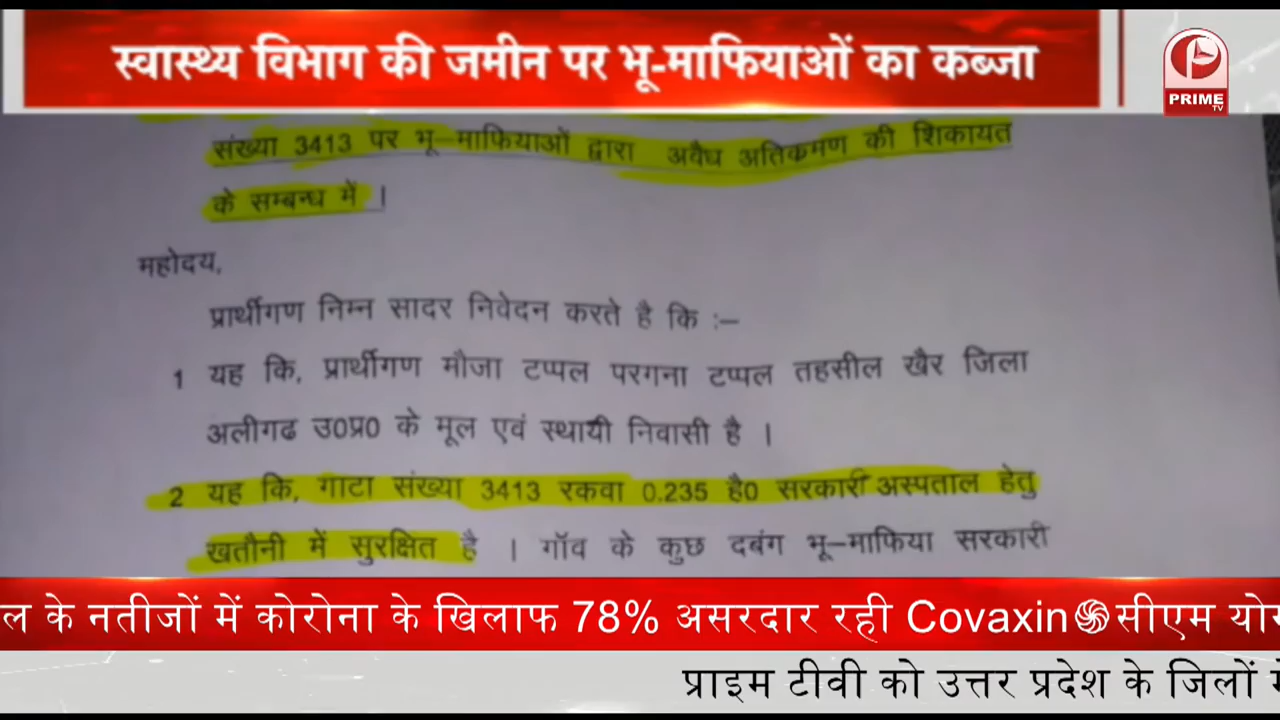 स्वास्थ्य विभाग की जमीन पर भू-माफियाओं का कब्जा
PRIME
TV
संख्या 3413 पर भू–माफियाओं द्वारा अवैध अतिकमण की शिकायत
के सम्बन्ध में ।
महोदय,
प्रार्थीगण निम्न सादर निवेदन करते है कि :–
1 यह कि, प्रार्थीगण मौजा टप्पल परगना टप्पल तहसील खैर जिला
अलीगढ उ0प्र0 के मूल एवं स्थायी निवासी है ।
2 यह कि, गाटा संख्या 3413 रकवा 0.235 है0 सरकारी अस्पताल हेतु
खतौनी में सुरक्षित है । गॉव के कुछ दबंग भू–माफिया सरकारी
ल के नतीजों में कोरोना के खिलाफ 78% असरदार रही Covaxin सीएम यो
प्राइम टीवी को उत्तर प्रदेश के जिलों में